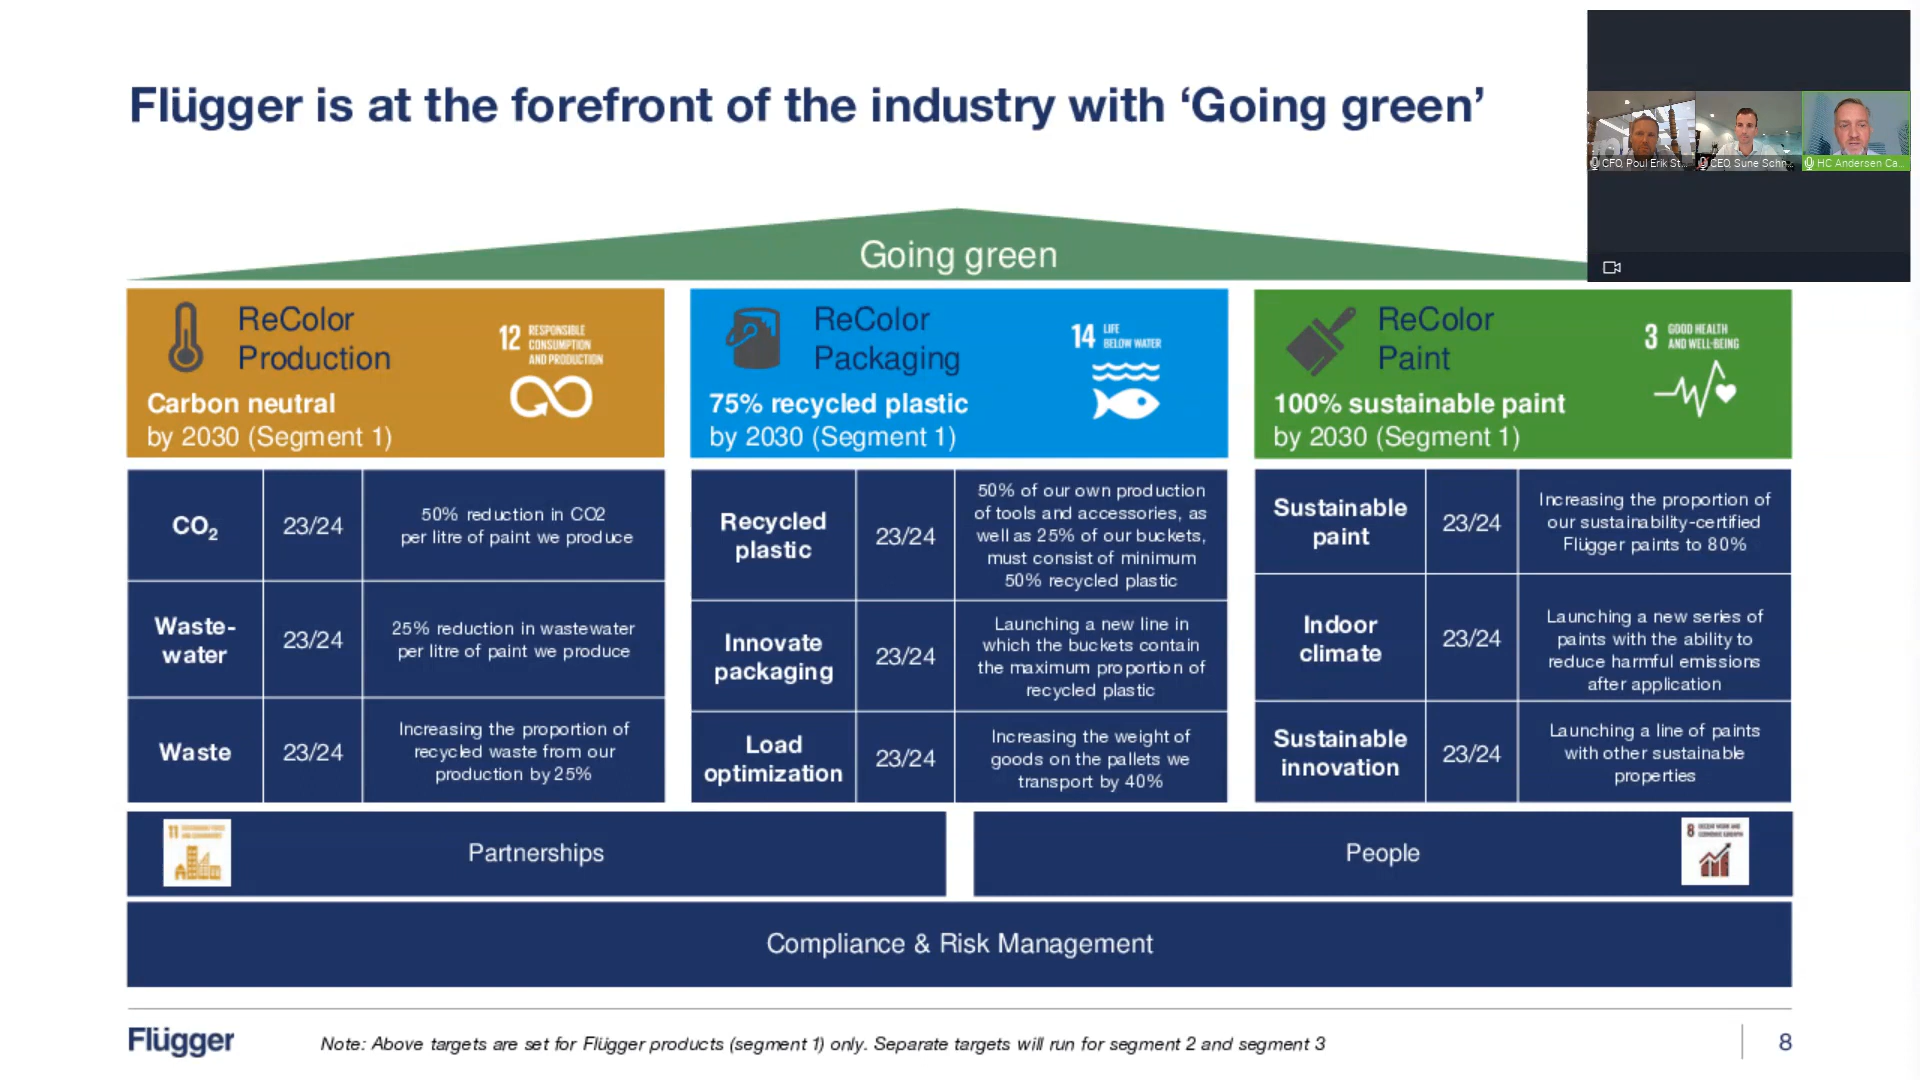 Flügger is at the forefront of the industry with ‘Going green’
CFO, Poul Erik St...
CEO, Sune Schn...
HC Andersen Ca...
Going green
ReColor
Production
12 RESPONSIBLE
CONSUMPTION
AND PRODUCTION
Carbon neutral
by 2030 (Segment 1)
ReColor
Packaging
14 LIFE
BELOW WATER
75% recycled plastic
by 2030 (Segment 1)
ReColor
Paint
3 GOOD HEALTH
AND WELL-BEING
100% sustainable paint
by 2030 (Segment 1)
CO2
23/24
50% reduction in CO2
per litre of paint we produce
Waste-
water
23/24
25% reduction in wastewater
per litre of paint we produce
Waste
23/24
Increasing the proportion of
recycled waste from our
production by 25%
Recycled
plastic
23/24
50% of our own production
of tools and accessories, as
well as 25% of our buckets,
must consist of minimum
50% recycled plastic
Innovate
packaging
23/24
Launching a new line in
which the buckets contain
the maximum proportion of
recycled plastic
Load
optimization
23/24
Increasing the weight of
goods on the pallets we
transport by 40%
Sustainable
paint
23/24
Increasing the proportion of
our sustainability-certified
Flügger paints to 80%
Indoor
climate
23/24
Launching a new series of
paints with the ability to
reduce harmful emissions
after application
Sustainable
innovation
23/24
Launching a line of paints
with other sustainable
properties
11
Partnerships
People
8 DECENT WORK AND
ECONOMIC GROWTH
Compliance & Risk Management
Flügger
Note: Above targets are set for Flügger products (segment 1) only. Separate targets will run for segment 2 and segment 3
8